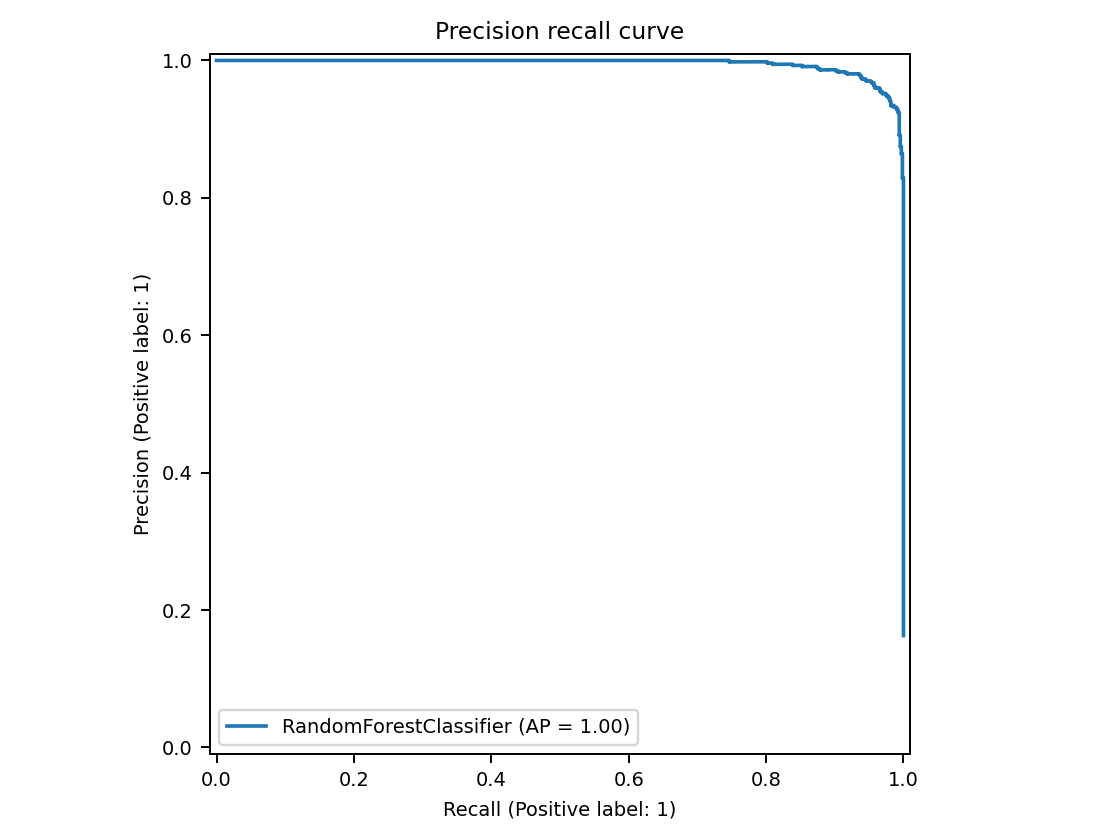 Precision recall curve
1.0
0.8
0.6
0.4
0.2
0.0
Precision (Positive label: 1)
RandomForestClassifier (AP = 1.00)
0.0 0.2 0.4 0.6 0.8 1.0
Recall (Positive label: 1)